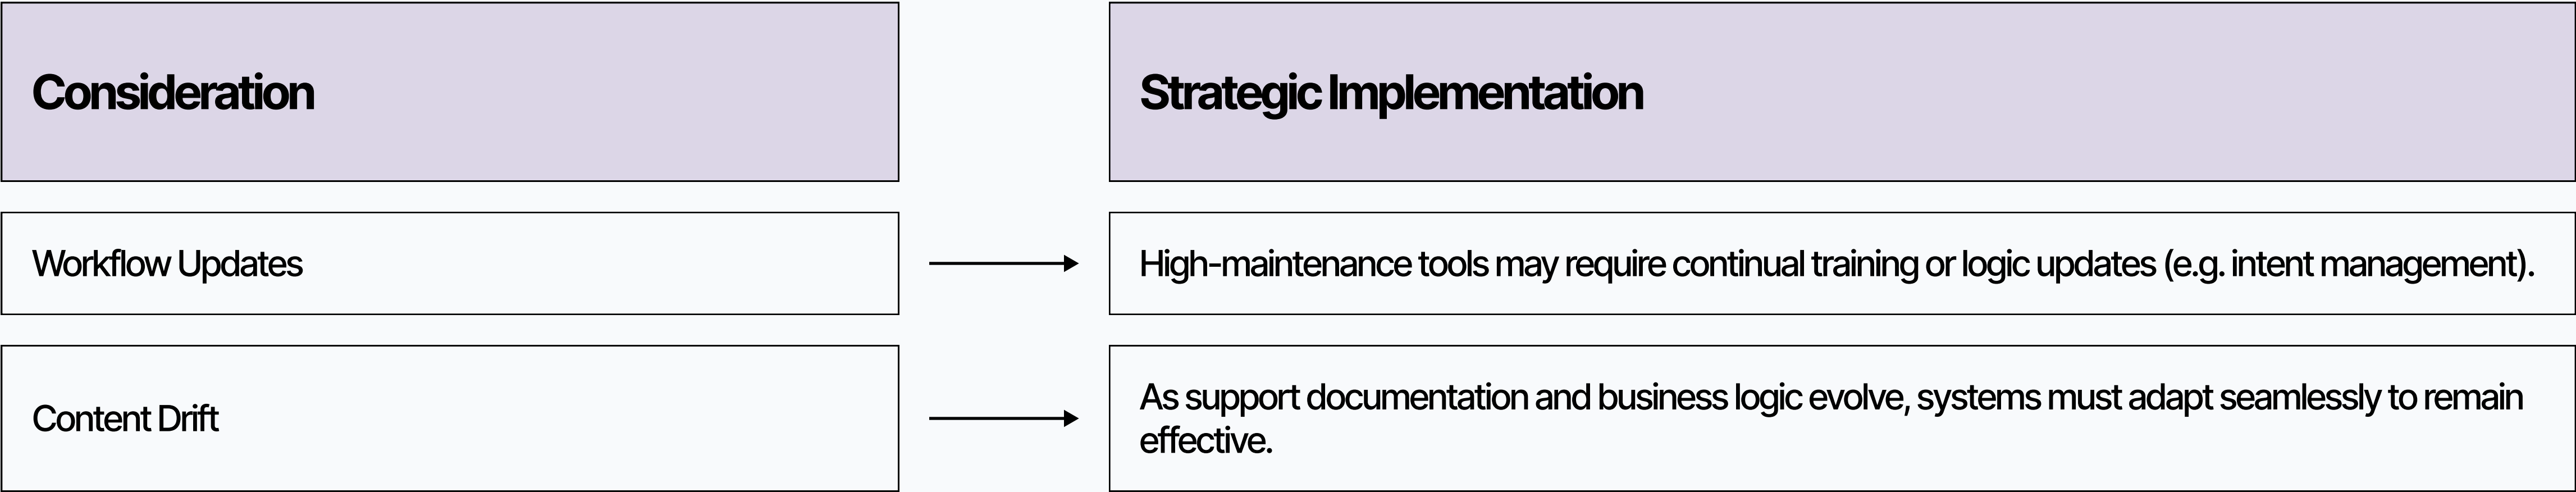 Consideration
Strategic Implementation
Workflow Updates
High-maintenance tools may require continual training or logic updates (e.g. intent management).
Content Drift
As support documentation and business logic evolve, systems must adapt seamlessly to remain
effective.